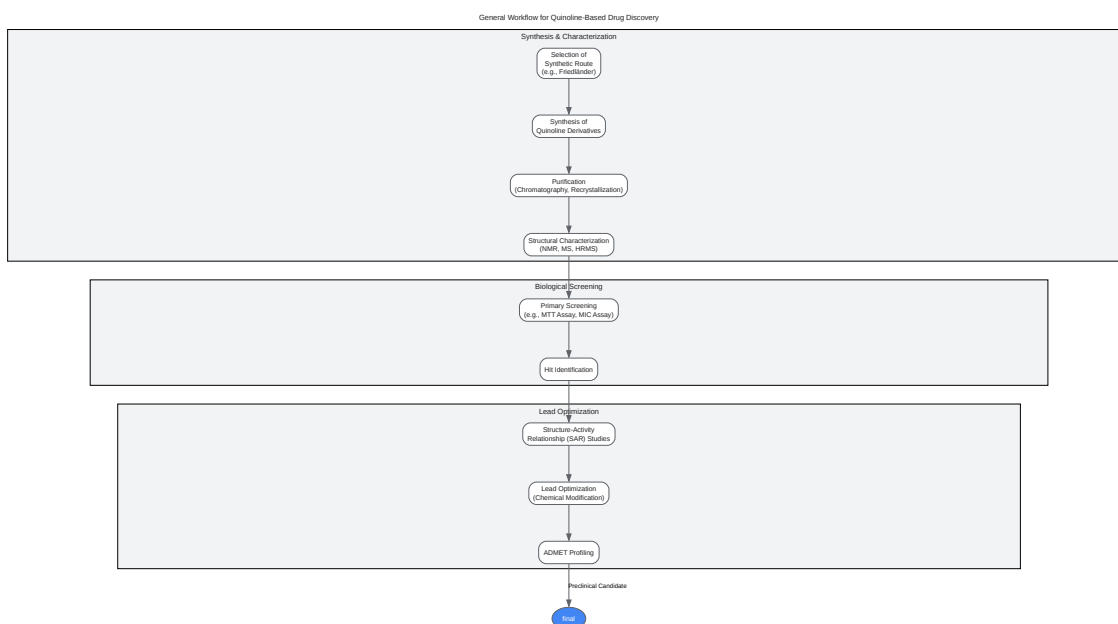 General Workflow for Quinoline-Based Drug Discovery
Synthesis & Characterization
Selection of
Synthetic Route
(e.g., Friedländer)
Synthesis of
Quinoline Derivatives
Purification
(Chromatography, Recrystallization)
Structural Characterization
(NMR, MS, HRMS)
Biological Screening
Primary Screening
(e.g., MTT Assay, MIC Assay)
Hit Identification
Lead Optimization
Structure-Activity
Relationship (SAR) Studies
Lead Optimization
(Chemical Modification)
ADMET Profiling
Preclinical Candidate
final